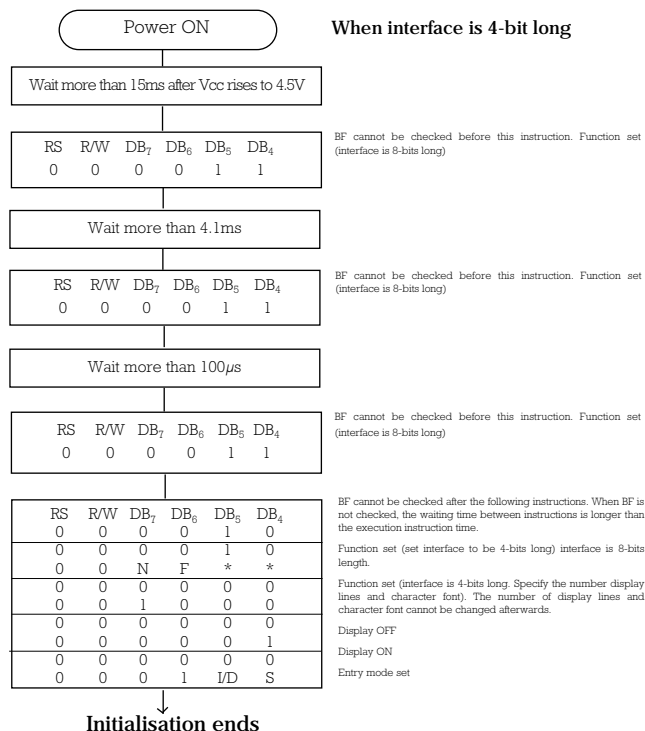 Power ON
When interface is 4-bit long
Wait more than 15ms after Vcc rises to 4.5V
RS R/W DB₇ DB₆ DB₅ DB₄
0 0 0 0 1 1
BF cannot be checked before this instruction. Function set
(interface is 8-bits long)
Wait more than 4.1ms
RS R/W DB₇ DB₆ DB₅ DB₄
0 0 0 0 1 1
BF cannot be checked before this instruction. Function set
(interface is 8-bits long)
Wait more than 100µs
RS R/W DB₇ DB₆ DB₅ DB₄
0 0 0 0 1 1
BF cannot be checked before this instruction. Function set
(interface is 8-bits long)
RS R/W DB₇ DB₆ DB₅ DB₄
0 0 0 0 1 0
0 0 0 0 1 0
0 0 N F * *
0 0 0 0 0 0
0 0 1 0 0 0
0 0 0 0 0 0
0 0 0 0 0 1
0 0 0 0 0 0
0 0 0 1 I/D S
BF cannot be checked after the following instructions. When BF is
not checked, the waiting time between instructions is longer than
the execution instruction time.
Function set (set interface to be 4-bits long) interface is 8-bits
length.
Function set (interface is 4-bits long. Specify the number display
lines and character font). The number of display lines and
character font cannot be changed afterwards.
Display OFF
Display ON
Entry mode set
Initialisation ends